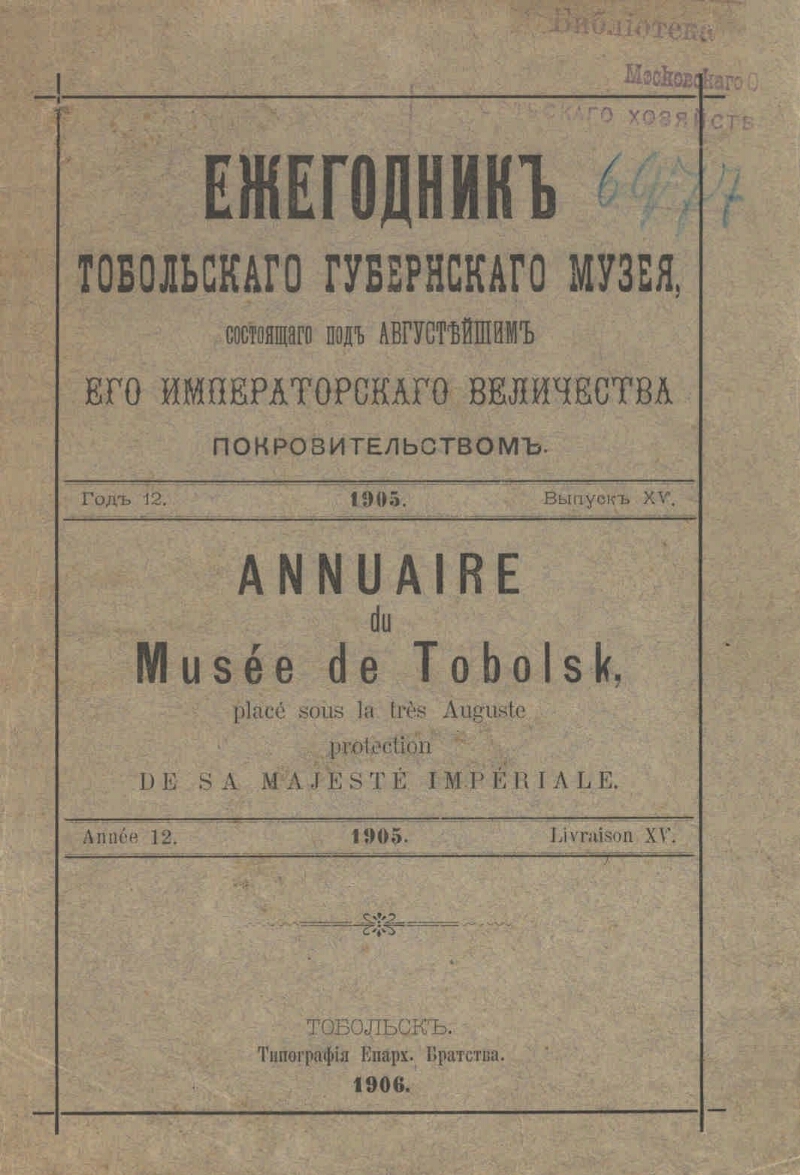 Библіотека
Московскаго О
хозяйств
ЕЖЕГОДНИКЪ
ТОБОЛЬСКАГО ГУБЕРНСКАГО МУЗЕЯ,
СОСТОЯЩАГО ПОДЪ АВГУСТѢЙШИМЪ
ЕГО ИМПЕРАТОРСКАГО ВЕЛИЧЕСТВА
ПОКРОВИТЕЛЬСТВОМЪ.
Годъ 12. 1905. Выпускъ XV.
ANNUAIRE
du
Musée de Tobolsk,
placé sous la très Auguste
protection
DE SA MAJESTÉ IMPÉRIALE.
Année 12. 1905. Livraison XV.
ТОБОЛЬСКЪ.
Типографія Епарх. Братства.
1906.